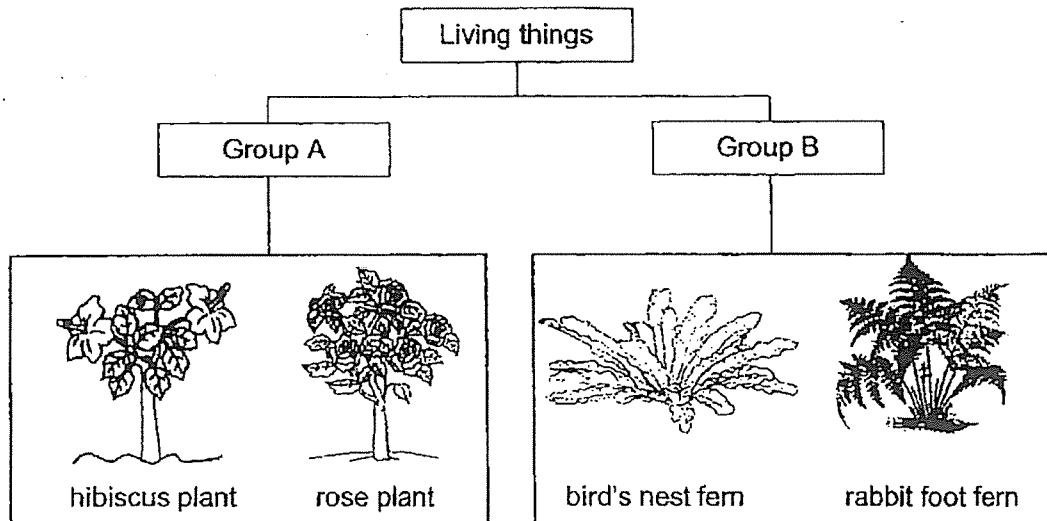 Living things
Group A
Group B
hibiscus plant
rose plant
bird's nest fern
rabbit foot fern